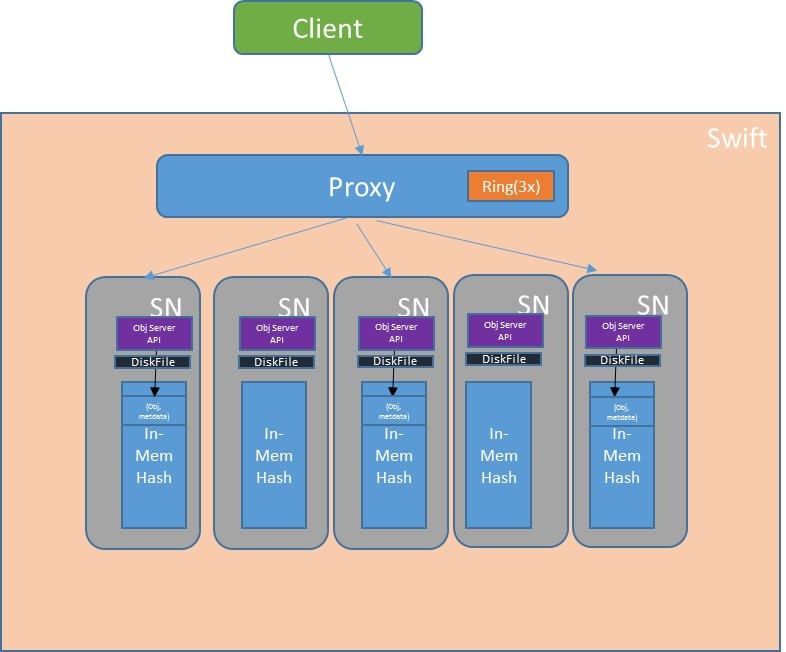 Client
Swift
Proxy
Ring(3x)
SN
Obj Server
API
DiskFile
(Obj,
metdata)
In-
Mem
Hash
SN
Obj Server
API
DiskFile
In-
Mem
Hash
SN
Obj Server
API
DiskFile
(Obj,
metdata)
In-
Mem
Hash
SN
Obj Server
API
DiskFile
In-
Mem
Hash
SN
Obj Server
API
DiskFile
(Obj,
metdata)
In-
Mem
Hash